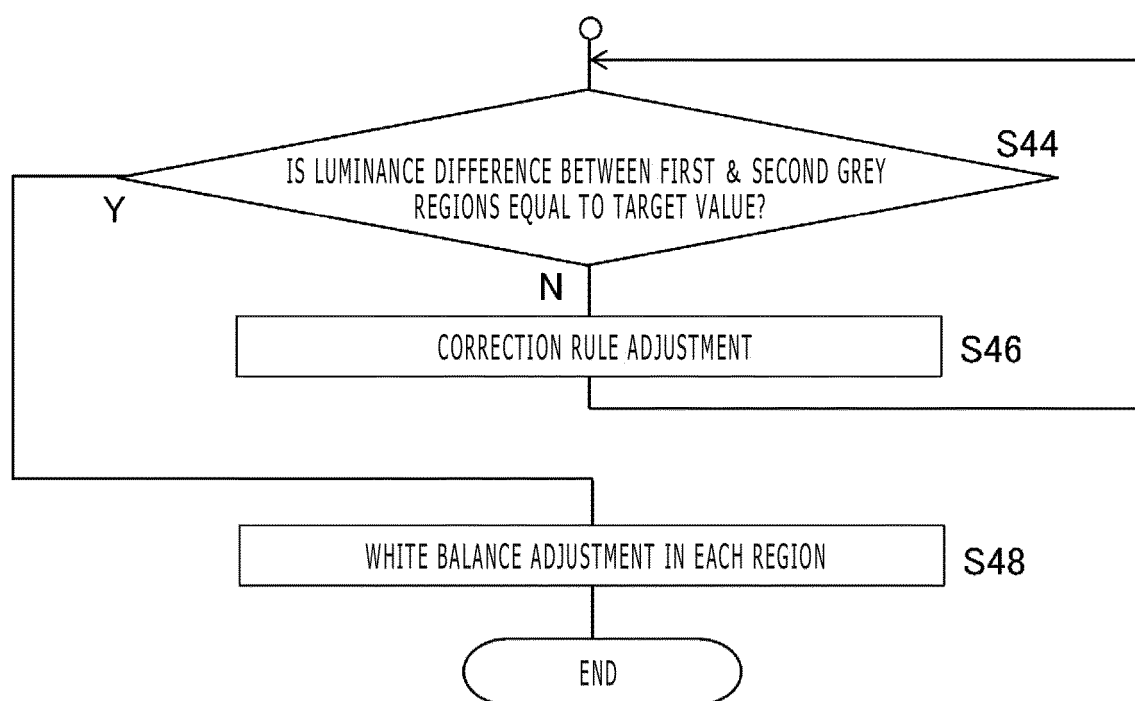 S44
IS LUMINANCE DIFFERENCE BETWEEN FIRST & SECOND GREY
REGIONS EQUAL TO TARGET VALUE?
Y
N
CORRECTION RULE ADJUSTMENT
S46
WHITE BALANCE ADJUSTMENT IN EACH REGION
S48
END